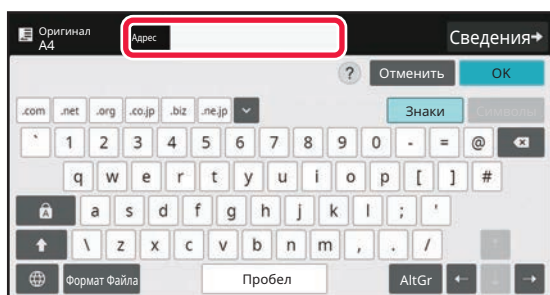 Оригинал
A4
Адрес
Сведения
? Отменить OK
.com .net .org .co.jp .biz .ne.jp Знаки Символы
` 1 2 3 4 5 6 7 8 9 0 - = @
q w e r t y u i o p [ ] #
A a s d f g h j k l ; '
\ z x c v b n m , . /
Формат Файла Пробел AltGr